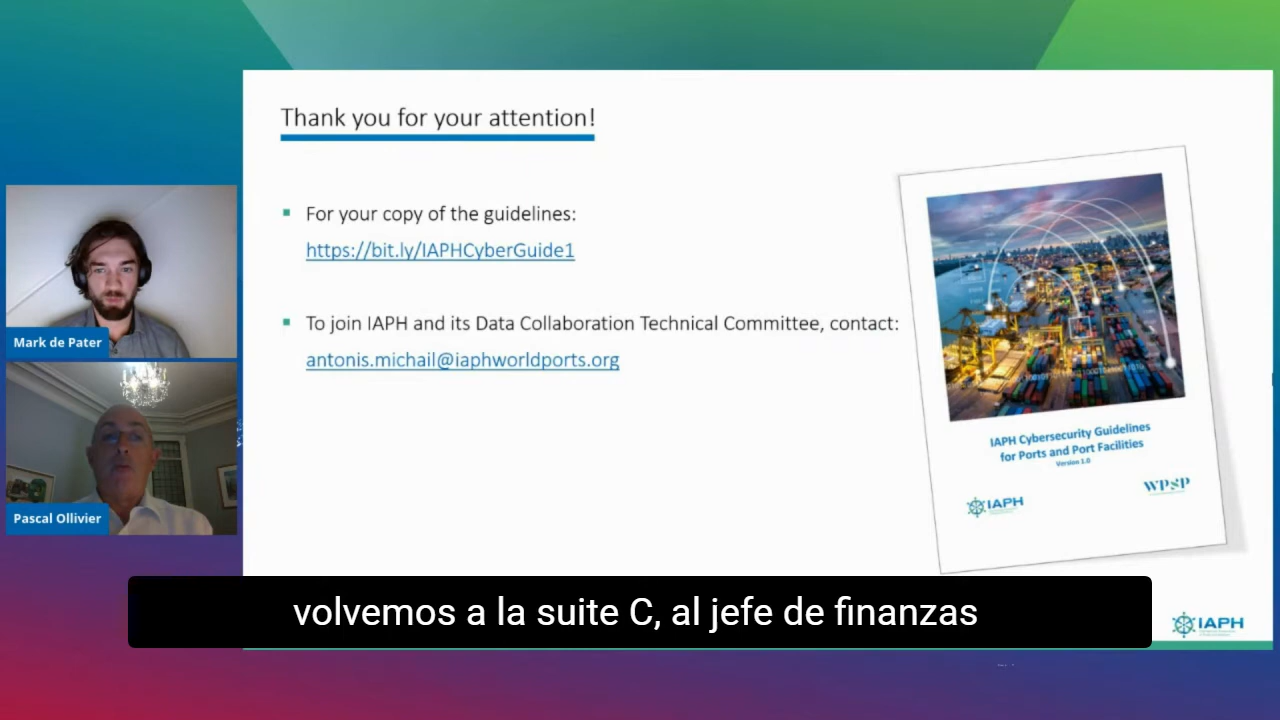 Thank you for your attention!
For your copy of the guidelines:
https://bit.ly/IAPHCyberGuide1
To join IAPH and its Data Collaboration Technical Committee, contact:
antonis.michail@iaphworldports.org
IAPH Cybersecurity Guidelines
for Ports and Port Facilities
Version 1.0
IAPH
WPSP
Mark de Pater
Pascal Ollivier
volvemos a la suite C, al jefe de finanzas
IAPH